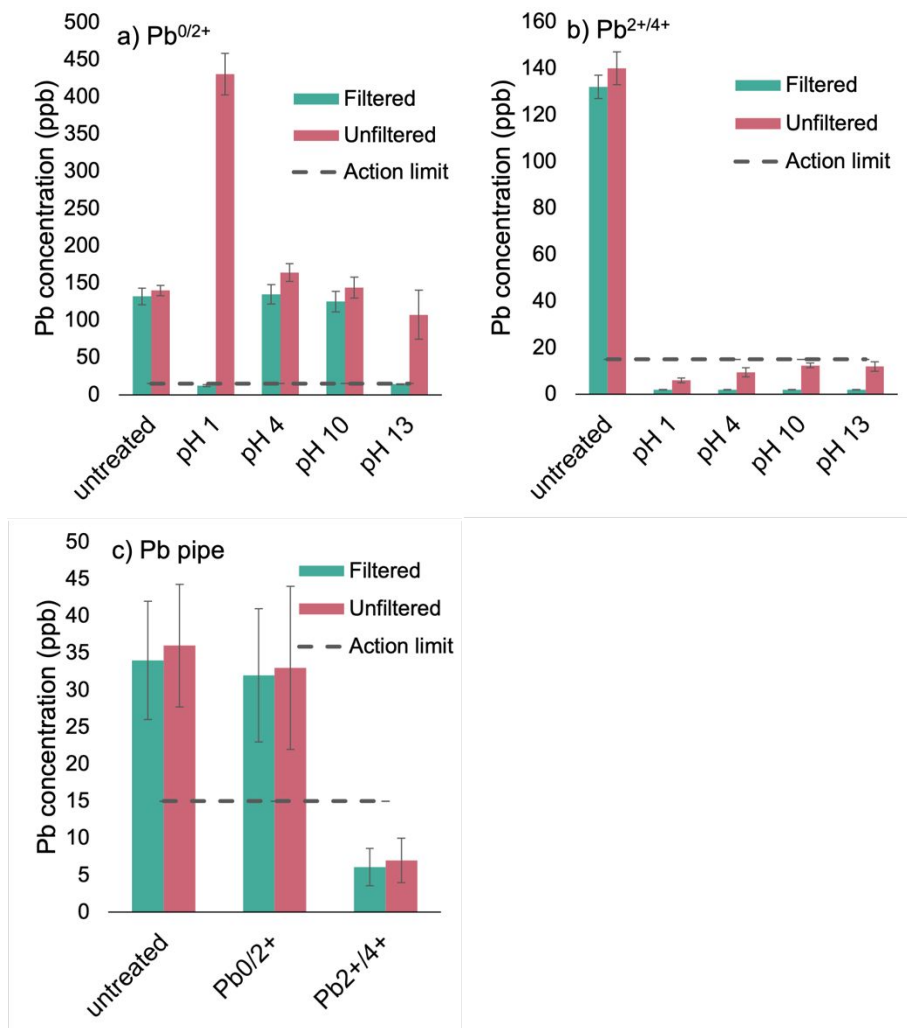 a) Pb0/2+
Pb concentration (ppb)
500
450
400
350
300
250
200
150
100
50
0
Filtered
Unfiltered
Action limit
untreated
pH 1
pH 4
pH 10
pH 13
b) Pb2+/4+
Pb concentration (ppb)
160
140
120
100
80
60
40
20
0
Filtered
Unfiltered
Action limit
untreated
pH 1
pH 4
pH 10
pH 13
c) Pb pipe
Pb concentration (ppb)
50
45
40
35
30
25
20
15
10
5
0
Filtered
Unfiltered
Action limit
untreated
Pb0/2+
Pb2+/4+